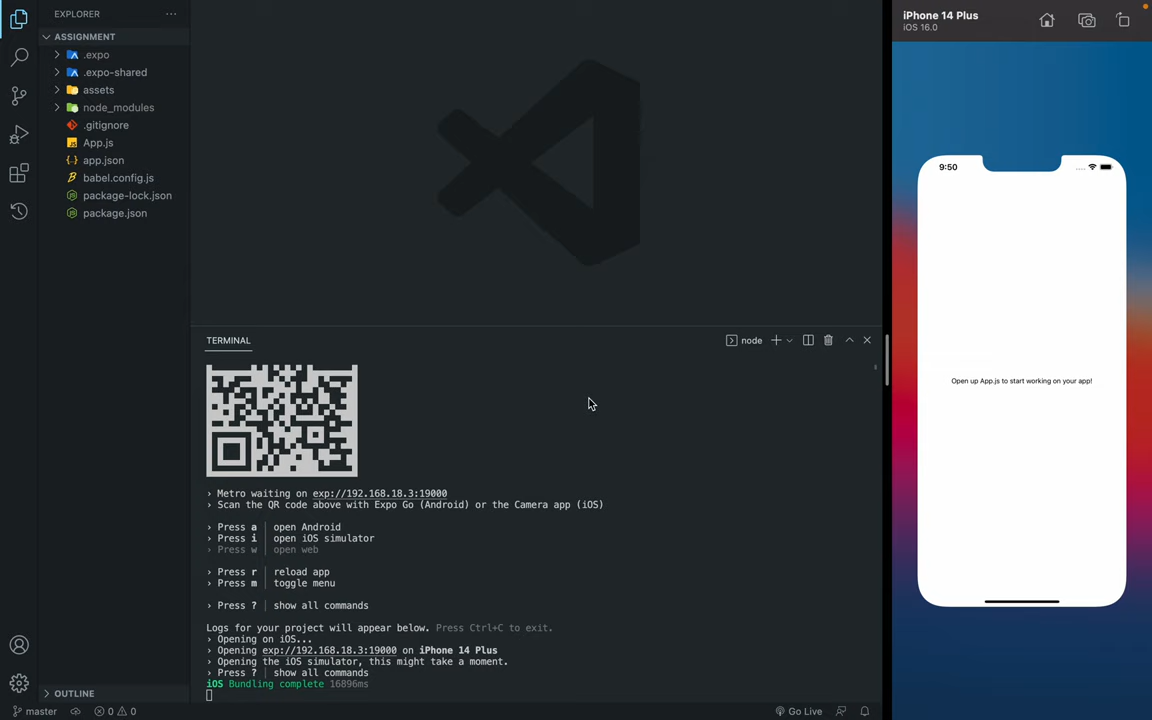 EXPLORER
ASSIGNMENT
.expo
.expo-shared
assets
node_modules
.gitignore
App.js
app.json
babel.config.js
package-lock.json
package.json
OUTLINE
TERMINAL
node
› Metro waiting on exp://192.168.18.3:19000
› Scan the QR code above with Expo Go (Android) or the Camera app (iOS)
› Press a │ open Android
› Press i │ open iOS simulator
› Press w │ open web
› Press r │ reload app
› Press m │ toggle menu
› Press ? │ show all commands
Logs for your project will appear below. Press Ctrl+C to exit.
› Opening on iOS...
› Opening exp://192.168.18.3:19000 on iPhone 14 Plus
› Opening the iOS simulator, this might take a moment.
› Press ? │ show all commands
iOS Bundling complete 16896ms
master
0
0
Go Live
iPhone 14 Plus
iOS 16.0
9:50
Open up App.js to start working on your app!